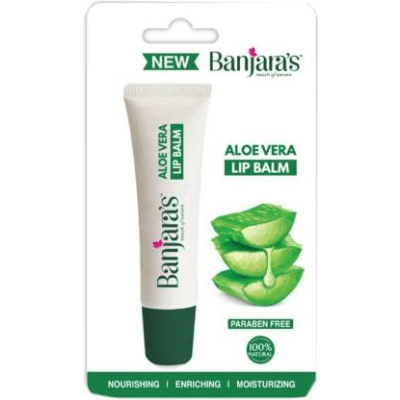 NEW
Banjara's
touch of nature
ALOE VERA
LIP BALM
ALOE VERA
LIP BALM
Banjara's
touch of nature
PARABEN FREE
100%
NATURAL
NOURISHING | ENRICHING | MOISTURIZING